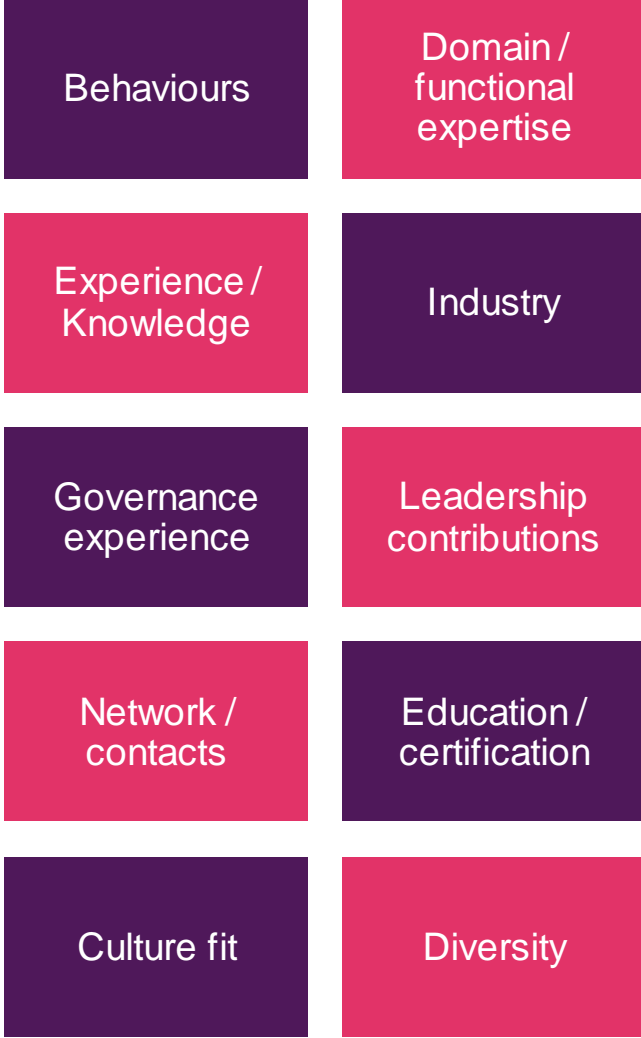 Behaviours
Domain /
functional
expertise
Experience /
Knowledge
Industry
Governance
experience
Leadership
contributions
Network /
contacts
Education /
certification
Culture fit
Diversity